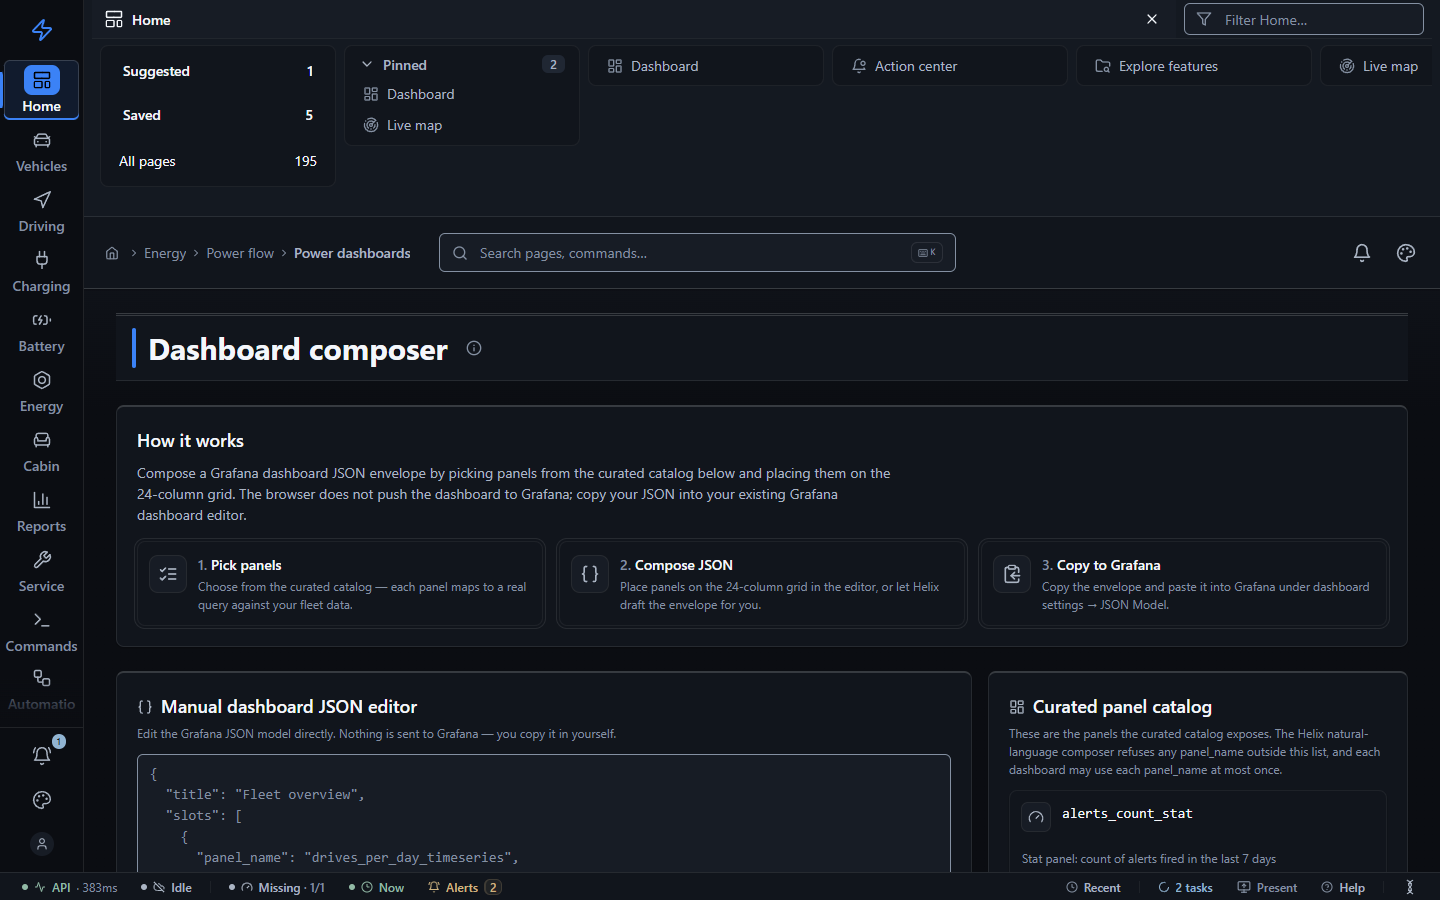 Home
Filter Home...
Home
Vehicles
Driving
Charging
Battery
Energy
Cabin
Reports
Service
Commands
Automatio
1
Suggested 1
Saved 5
All pages 195
Pinned 2
Dashboard
Live map
Dashboard
Action center
Explore features
Live map
Energy > Power flow > Power dashboards
Search pages, commands...
K
Dashboard composer
How it works
Compose a Grafana dashboard JSON envelope by picking panels from the curated catalog below and placing them on the
24-column grid. The browser does not push the dashboard to Grafana; copy your JSON into your existing Grafana
dashboard editor.
1. Pick panels
Choose from the curated catalog — each panel maps to a real
query against your fleet data.
2. Compose JSON
Place panels on the 24-column grid in the editor, or let Helix
draft the envelope for you.
3. Copy to Grafana
Copy the envelope and paste it into Grafana under dashboard
settings → JSON Model.
Manual dashboard JSON editor
Edit the Grafana JSON model directly. Nothing is sent to Grafana — you copy it in yourself.
{
"title": "Fleet overview",
"slots": [
{
"panel_name": "drives_per_day_timeseries",
Curated panel catalog
These are the panels the curated catalog exposes. The Helix natural-
language composer refuses any panel_name outside this list, and each
dashboard may use each panel_name at most once.
alerts_count_stat
Stat panel: count of alerts fired in the last 7 days
API · 383ms
Idle
Missing · 1/1
Now
Alerts 2
Recent
2 tasks
Present
Help